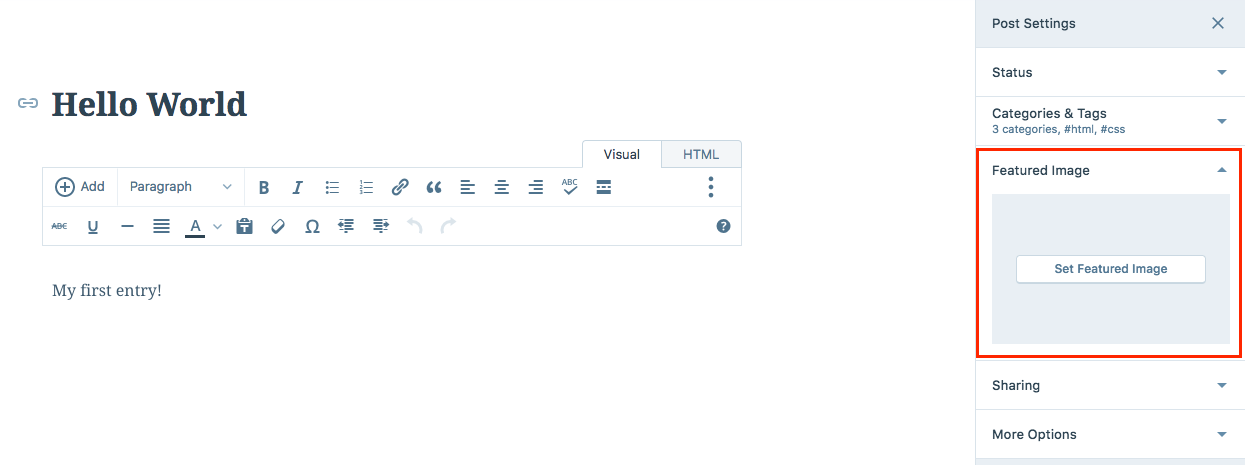 Hello World
Visual HTML
Add Paragraph B I ABC
ABC U A T Ω ?
My first entry!
Post Settings
Status
Categories & Tags
3 categories, #html, #css
Featured Image
Set Featured Image
Sharing
More Options